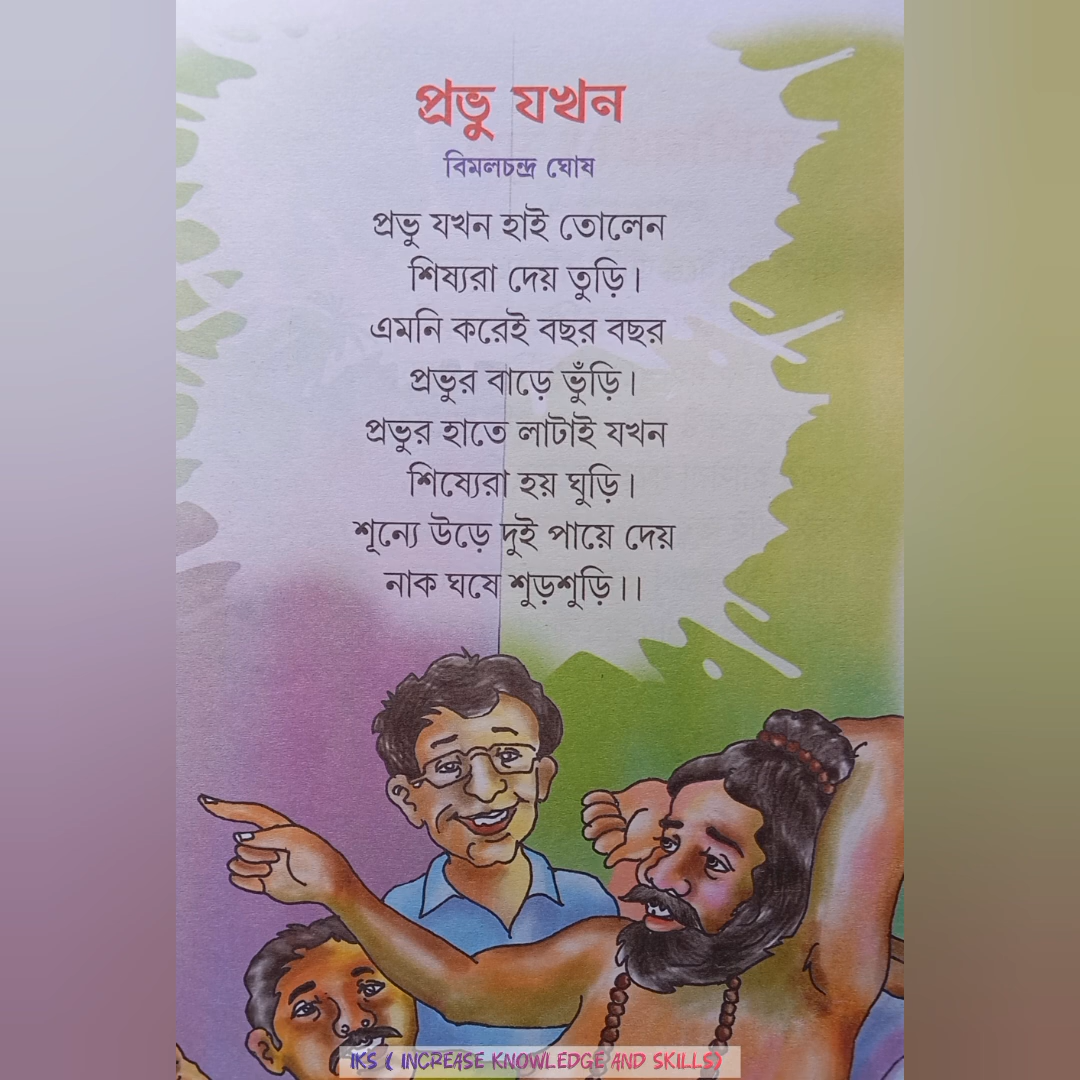 প্রভু যখন
বিমলচন্দ্র ঘোষ
প্রভু যখন হাই তোলেন
শিষ্যরা দেয় তুড়ি।
এমনি করেই বছর বছর
প্রভুর বাড়ে ভুঁড়ি।
প্রভুর হাতে লাটাই যখন
শিষ্যেরা হয় ঘুড়ি।
শূন্যে উড়ে দুই পায়ে দেয়
নাক ঘষে শুড়শুড়ি।।
IKS ( INCREASE KNOWLEDGE AND SKILLS)